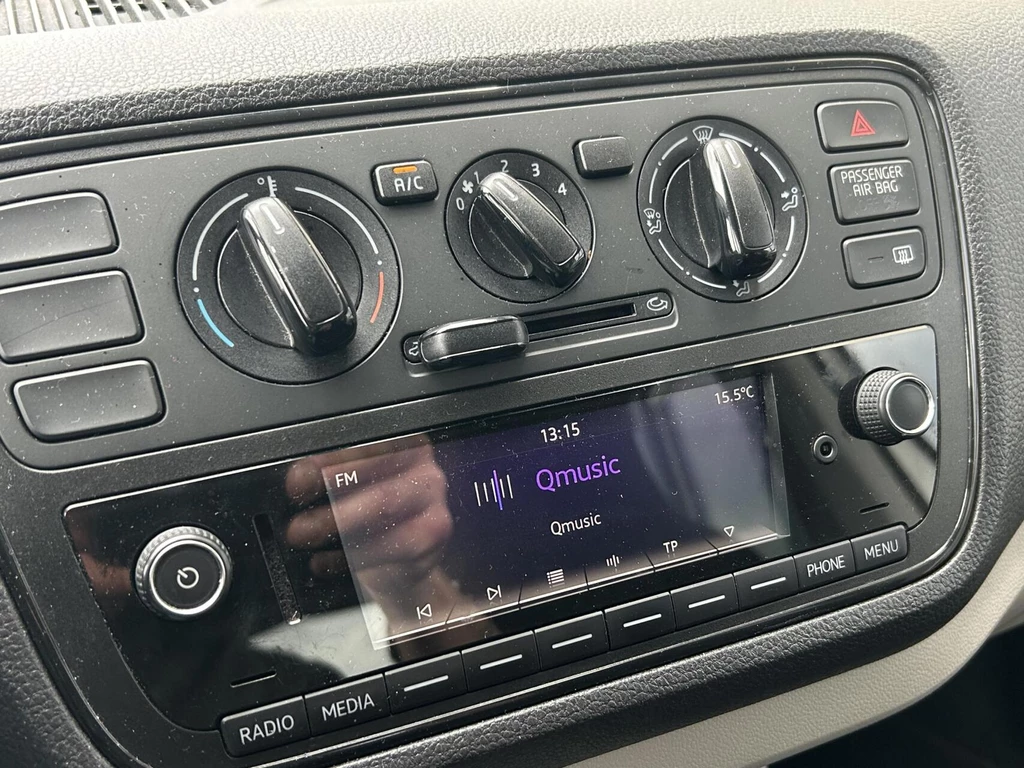 A/C
0 1 2 3 4
PASSENGER
AIR BAG
15.5°C
13:15
FM
Qmusic
Qmusic
TP
RADIO
MEDIA
PHONE
MENU